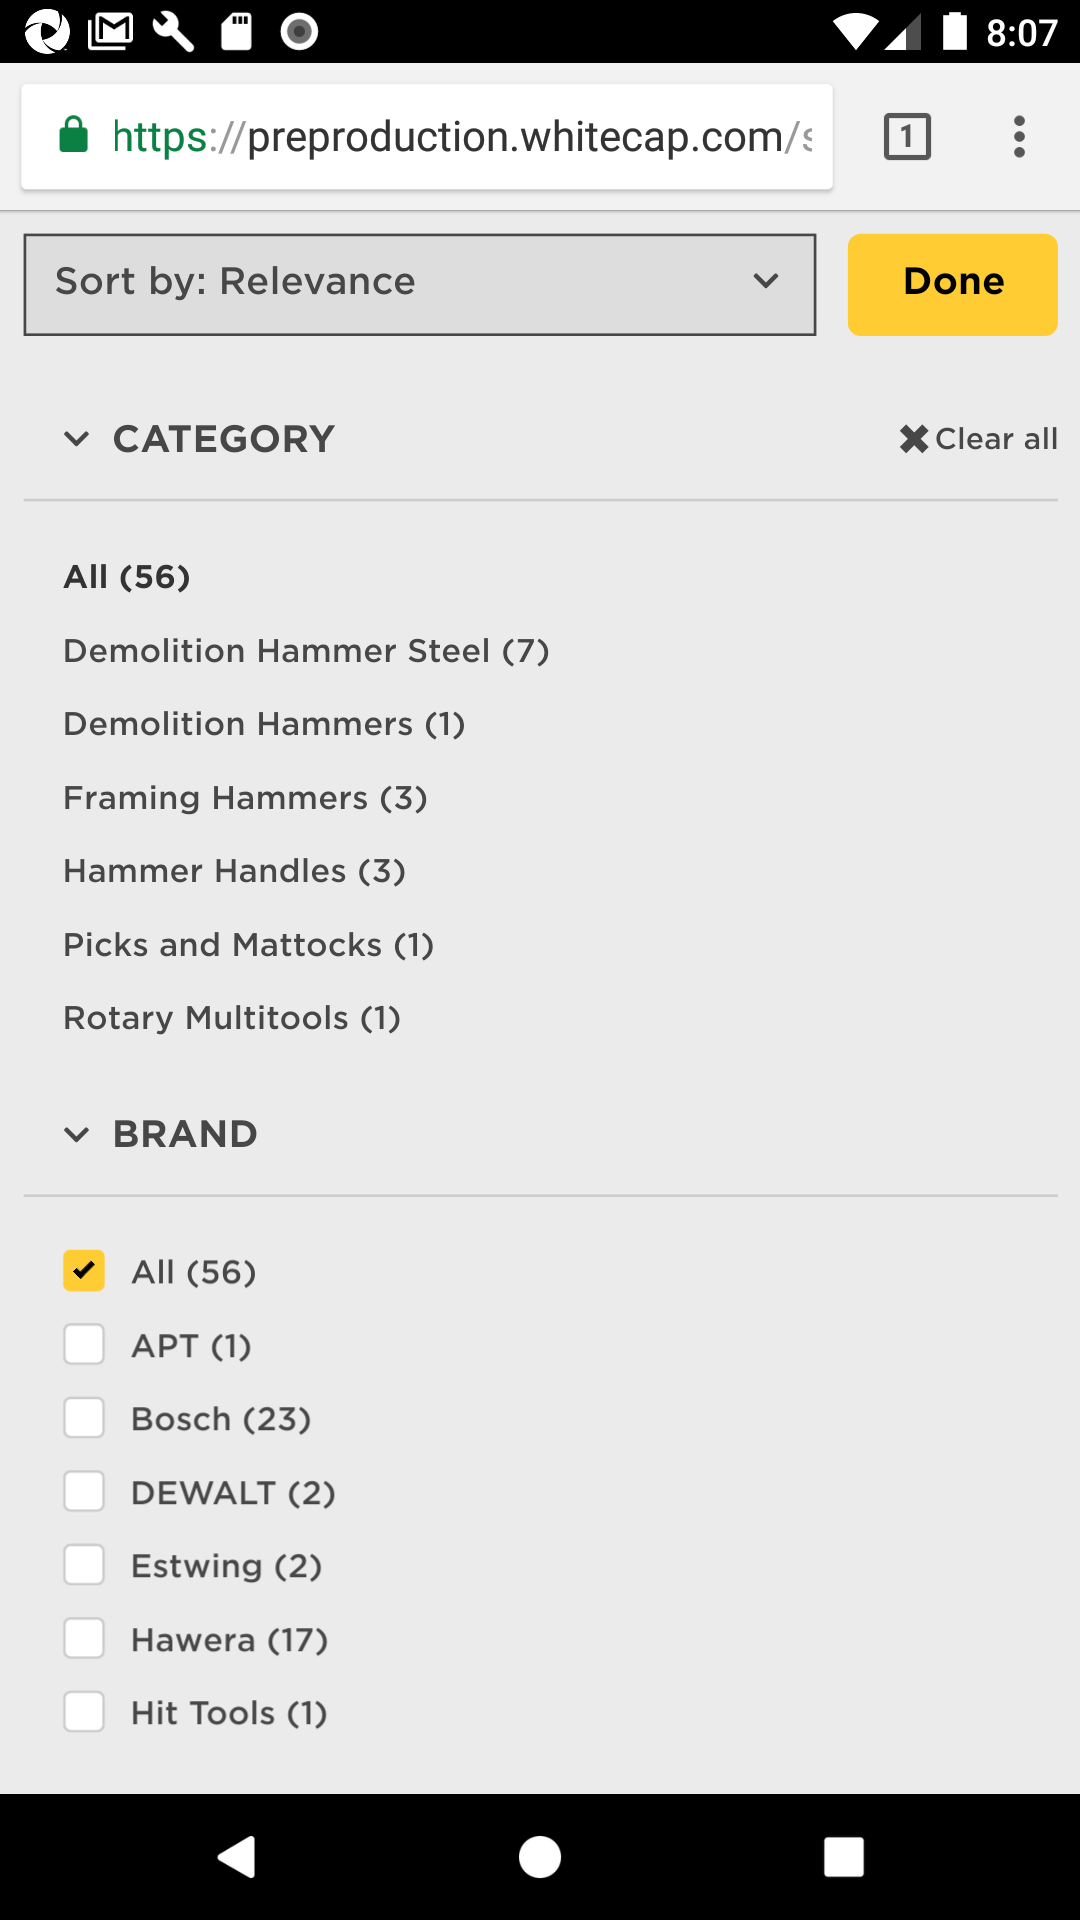 8:07
https://preproduction.whitecap.com/s
1
Sort by: Relevance
Done
CATEGORY
Clear all
All (56)
Demolition Hammer Steel (7)
Demolition Hammers (1)
Framing Hammers (3)
Hammer Handles (3)
Picks and Mattocks (1)
Rotary Multitools (1)
BRAND
All (56)
APT (1)
Bosch (23)
DEWALT (2)
Estwing (2)
Hawera (17)
Hit Tools (1)